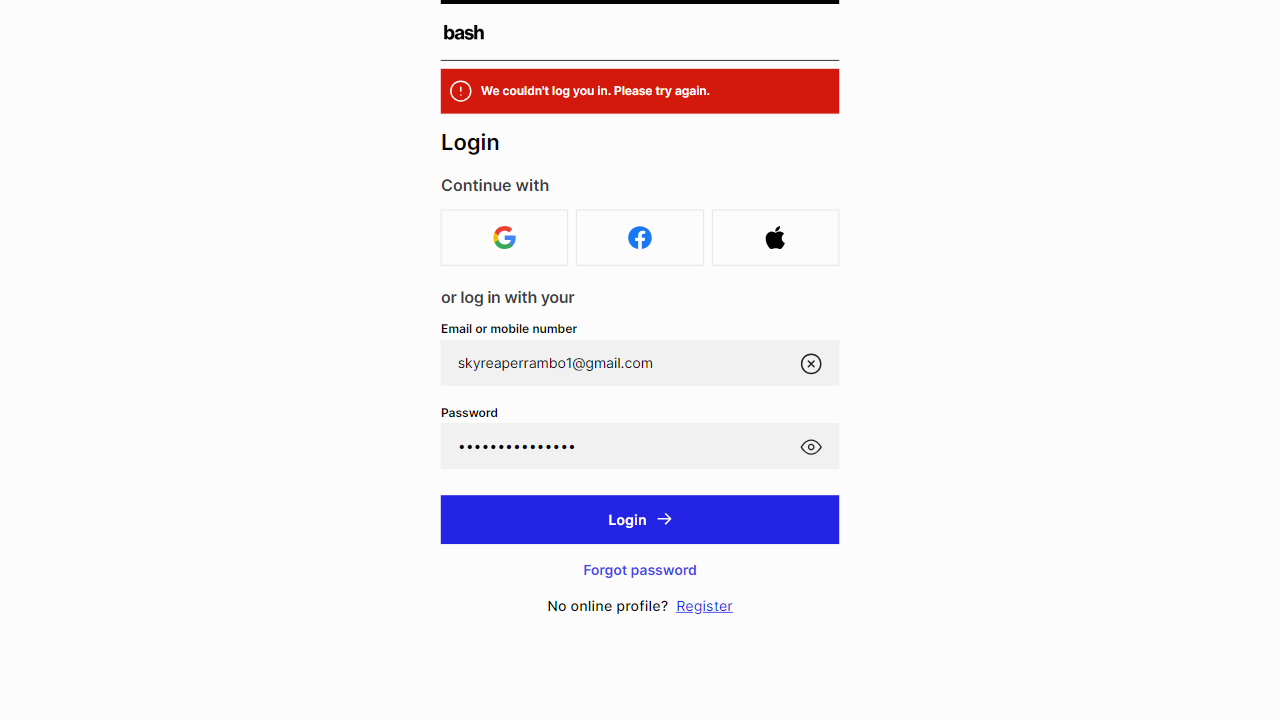 bash
We couldn't log you in. Please try again.
Login
Continue with
or log in with your
Email or mobile number
skyreaperrambo1@gmail.com
Password
•••••••••••••••
Login →
Forgot password
No online profile? Register